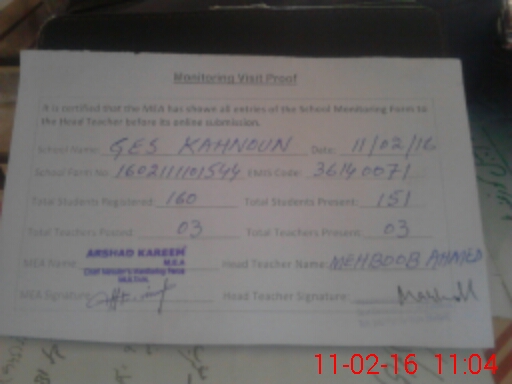 Monitoring Visit Proof
It is certified that the MEA has shown all entries of the School Monitoring Form to
the Head Teacher before its online submission.
School Name: GES KAHNOUN Date: 11/02/16
School Form No. 1602111101544 EMIS Code: 36140071
Total Students Registered: 160 Total Students Present: 151
Total Teachers Posted: 03 Total Teachers Present: 03
ARSHAD KAREEM
M.E.A
Chief Minister's Monitoring Force
MULTAN.
MEA Name: Head Teacher Name: MEHBOOB AHMED
MEA Signature: Head Teacher Signature:
11-02-16 11:04